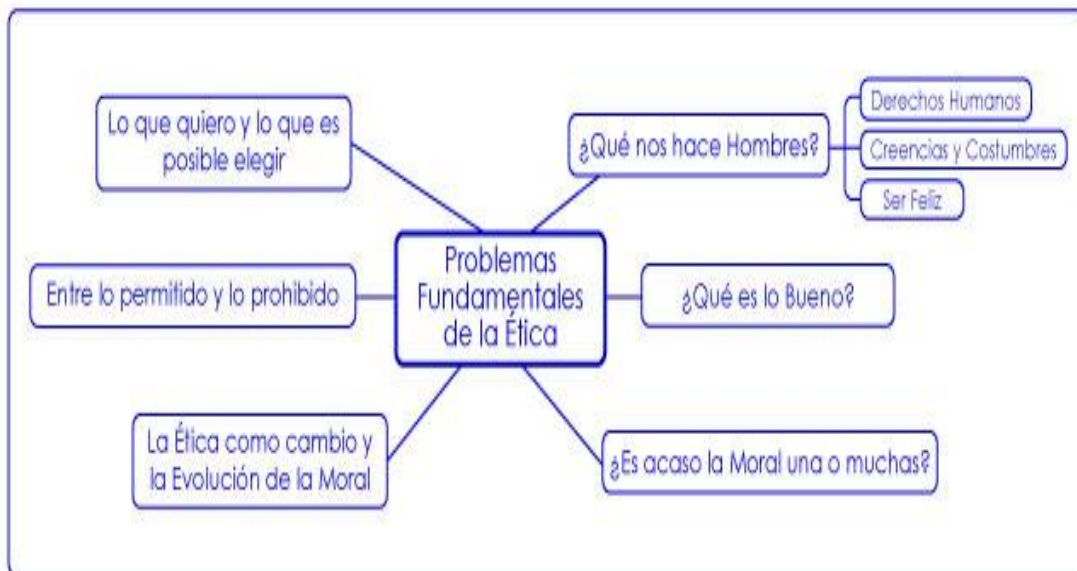 Lo que quiero y lo que es
posible elegir
¿Qué nos hace Hombres?
Derechos Humanos
Creencias y Costumbres
Ser Feliz
Problemas
Fundamentales
de la Ética
Entre lo permitido y lo prohibido
¿Qué es lo Bueno?
La Ética como cambio y
la Evolución de la Moral
¿Es acaso la Moral una o muchas?